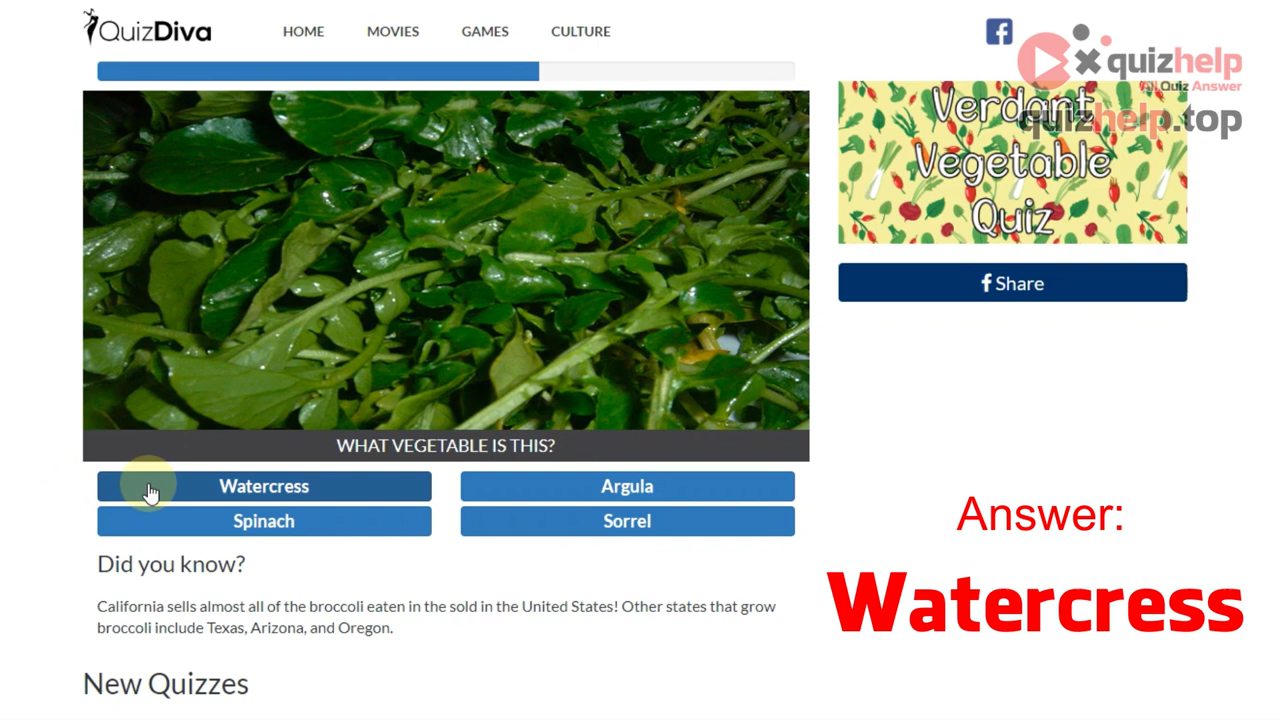 QuizDiva
HOME MOVIES GAMES CULTURE
quizhelp
All Quiz Answer
quizhelp.top
Verdant
Vegetable
Quiz
Share
WHAT VEGETABLE IS THIS?
Watercress Argula
Spinach Sorrel
Did you know?
California sells almost all of the broccoli eaten in the sold in the United States! Other states that grow
broccoli include Texas, Arizona, and Oregon.
Answer:
Watercress
New Quizzes